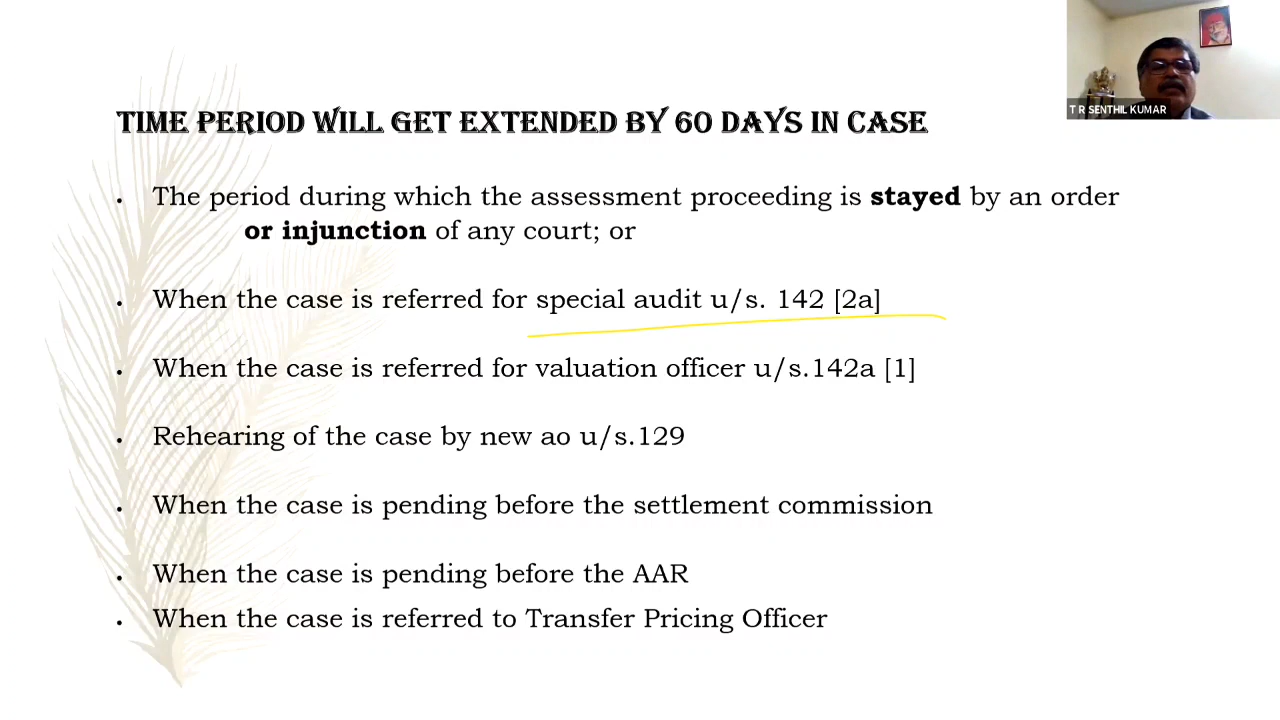 T R SENTHIL KUMAR
TIME PERIOD WILL GET EXTENDED BY 60 DAYS IN CASE
• The period during which the assessment proceeding is stayed by an order
or injunction of any court; or
• When the case is referred for special audit u/s. 142 [2a]
• When the case is referred for valuation officer u/s.142a [1]
• Rehearing of the case by new ao u/s.129
• When the case is pending before the settlement commission
• When the case is pending before the AAR
• When the case is referred to Transfer Pricing Officer